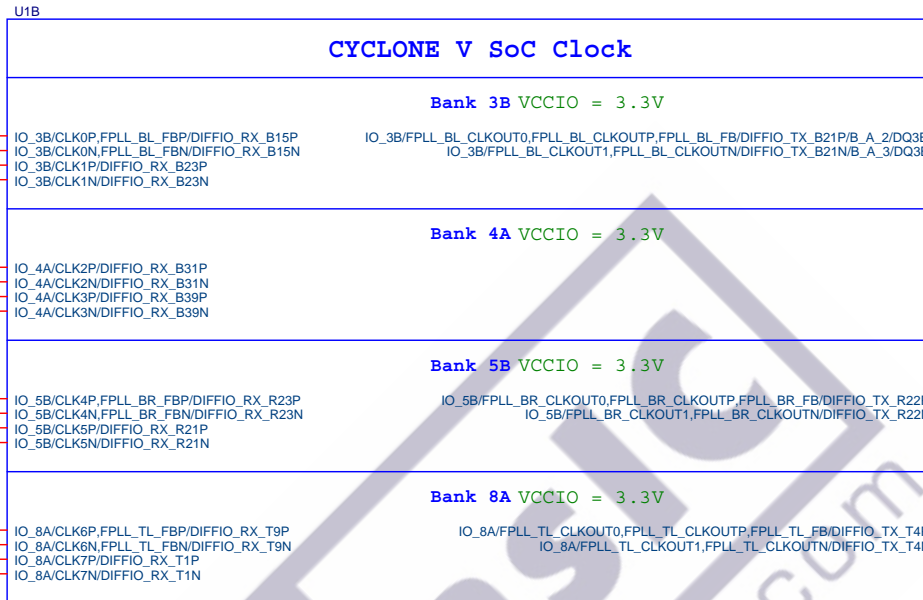 U1B
CYCLONE V SoC Clock
Bank 3B VCCIO = 3.3V
IO_3B/CLK0P,FPLL_BL_FBP/DIFFIO_RX_B15P IO_3B/FPLL_BL_CLKOUT0,FPLL_BL_CLKOUTP,FPLL_BL_FB/DIFFIO_TX_B21P/B_A_2/DQ3B
IO_3B/CLK0N,FPLL_BL_FBN/DIFFIO_RX_B15N IO_3B/FPLL_BL_CLKOUT1,FPLL_BL_CLKOUTN/DIFFIO_TX_B21N/B_A_3/DQ3B
IO_3B/CLK1P/DIFFIO_RX_B23P
IO_3B/CLK1N/DIFFIO_RX_B23N
Bank 4A VCCIO = 3.3V
IO_4A/CLK2P/DIFFIO_RX_B31P
IO_4A/CLK2N/DIFFIO_RX_B31N
IO_4A/CLK3P/DIFFIO_RX_B39P
IO_4A/CLK3N/DIFFIO_RX_B39N
Bank 5B VCCIO = 3.3V
IO_5B/CLK4P,FPLL_BR_FBP/DIFFIO_RX_R23P IO_5B/FPLL_BR_CLKOUT0,FPLL_BR_CLKOUTP,FPLL_BR_FB/DIFFIO_TX_R22
IO_5B/CLK4N,FPLL_BR_FBN/DIFFIO_RX_R23N IO_5B/FPLL_BR_CLKOUT1,FPLL_BR_CLKOUTN/DIFFIO_TX_R22
IO_5B/CLK5P/DIFFIO_RX_R21P
IO_5B/CLK5N/DIFFIO_RX_R21N
Bank 8A VCCIO = 3.3V
IO_8A/CLK6P,FPLL_TL_FBP/DIFFIO_RX_T9P IO_8A/FPLL_TL_CLKOUT0,FPLL_TL_CLKOUTP,FPLL_TL_FB/DIFFIO_TX_T4
IO_8A/CLK6N,FPLL_TL_FBN/DIFFIO_RX_T9N IO_8A/FPLL_TL_CLKOUT1,FPLL_TL_CLKOUTN/DIFFIO_TX_T4
IO_8A/CLK7P/DIFFIO_RX_T1P
IO_8A/CLK7N/DIFFIO_RX_T1N
sic
com